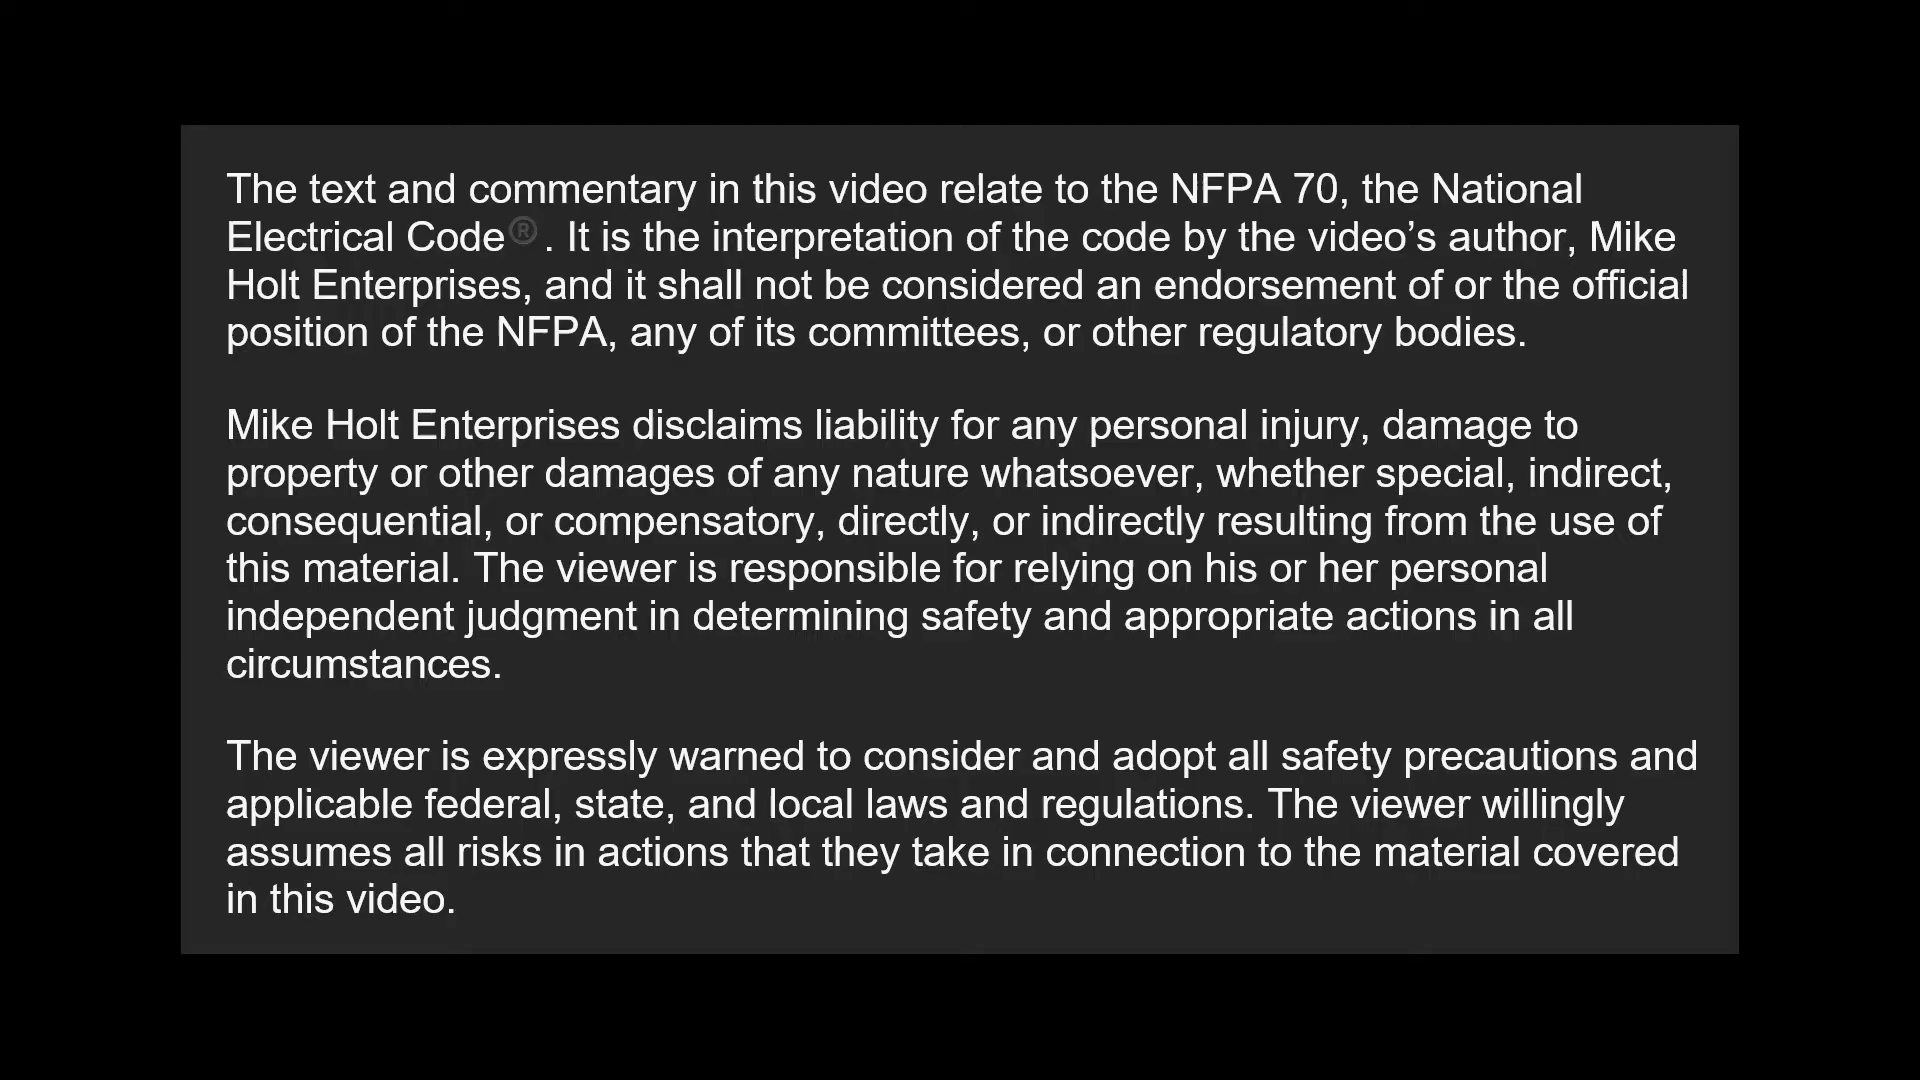 The text and commentary in this video relate to the NFPA 70, the National
Electrical Code® . It is the interpretation of the code by the video’s author, Mike
Holt Enterprises, and it shall not be considered an endorsement of or the official
position of the NFPA, any of its committees, or other regulatory bodies.
Mike Holt Enterprises disclaims liability for any personal injury, damage to
property or other damages of any nature whatsoever, whether special, indirect,
consequential, or compensatory, directly, or indirectly resulting from the use of
this material. The viewer is responsible for relying on his or her personal
independent judgment in determining safety and appropriate actions in all
circumstances.
The viewer is expressly warned to consider and adopt all safety precautions and
applicable federal, state, and local laws and regulations. The viewer willingly
assumes all risks in actions that they take in connection to the material covered
in this video.